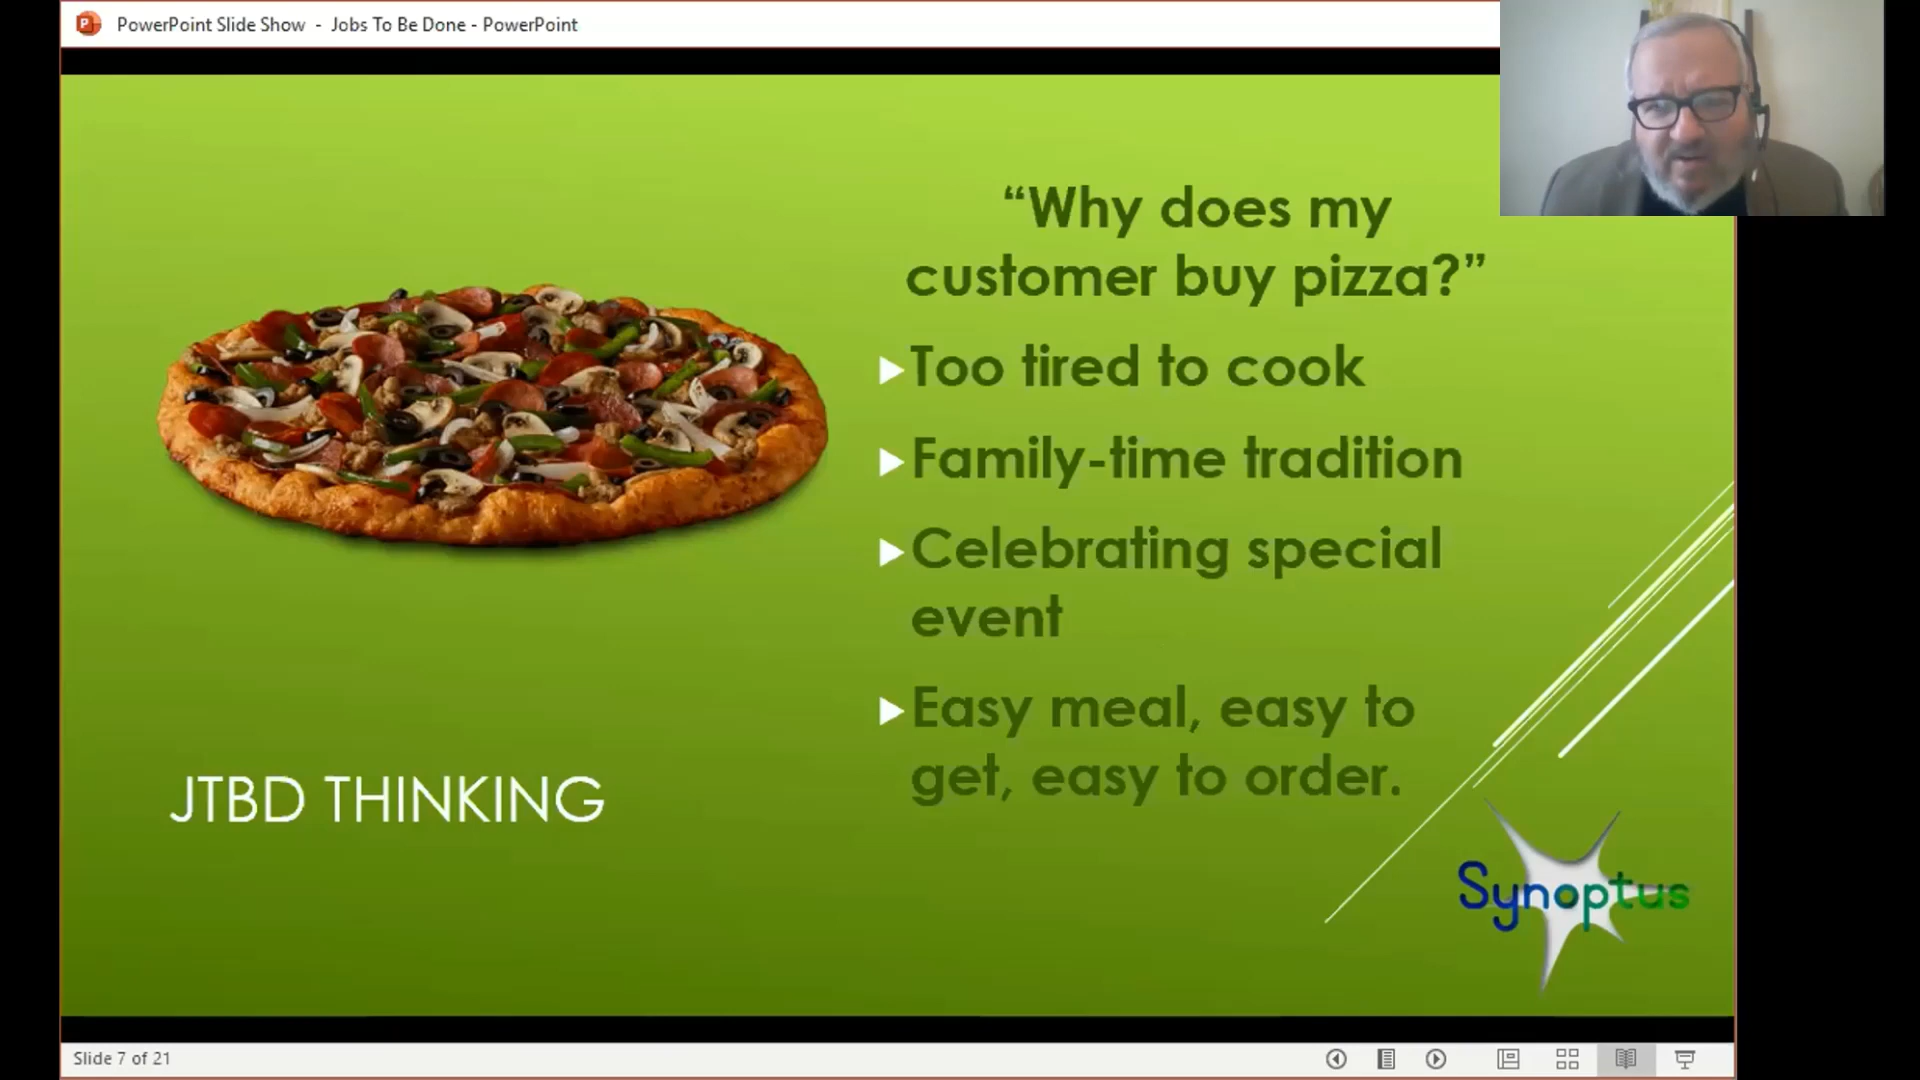 PowerPoint Slide Show - Jobs To Be Done - PowerPoint
“Why does my
customer buy pizza?”
Too tired to cook
Family-time tradition
Celebrating special
event
Easy meal, easy to
get, easy to order.
JTBD THINKING
Synoptus
Slide 7 of 21